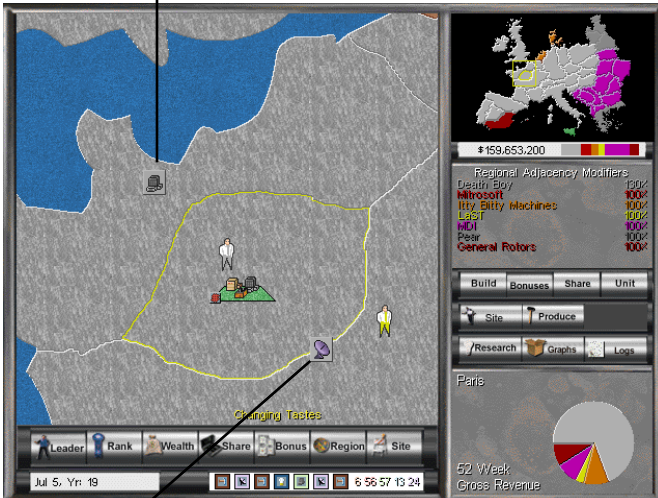 $159,653,200
Regional Adjacency Modifiers
Death Boy 130%
Mitrosoft 100%
Itty Bitty Machines 100%
LaST 100%
MDI 100%
Pear 100%
General Rotors 100%
Build Bonuses Share Unit
Site Produce
Research Graphs Logs
Paris
52 Week
Gross Revenue
Changing Tastes
Leader Rank Wealth Share Bonus Region Site
Jul 5, Yr: 19
6 56 57 13 24